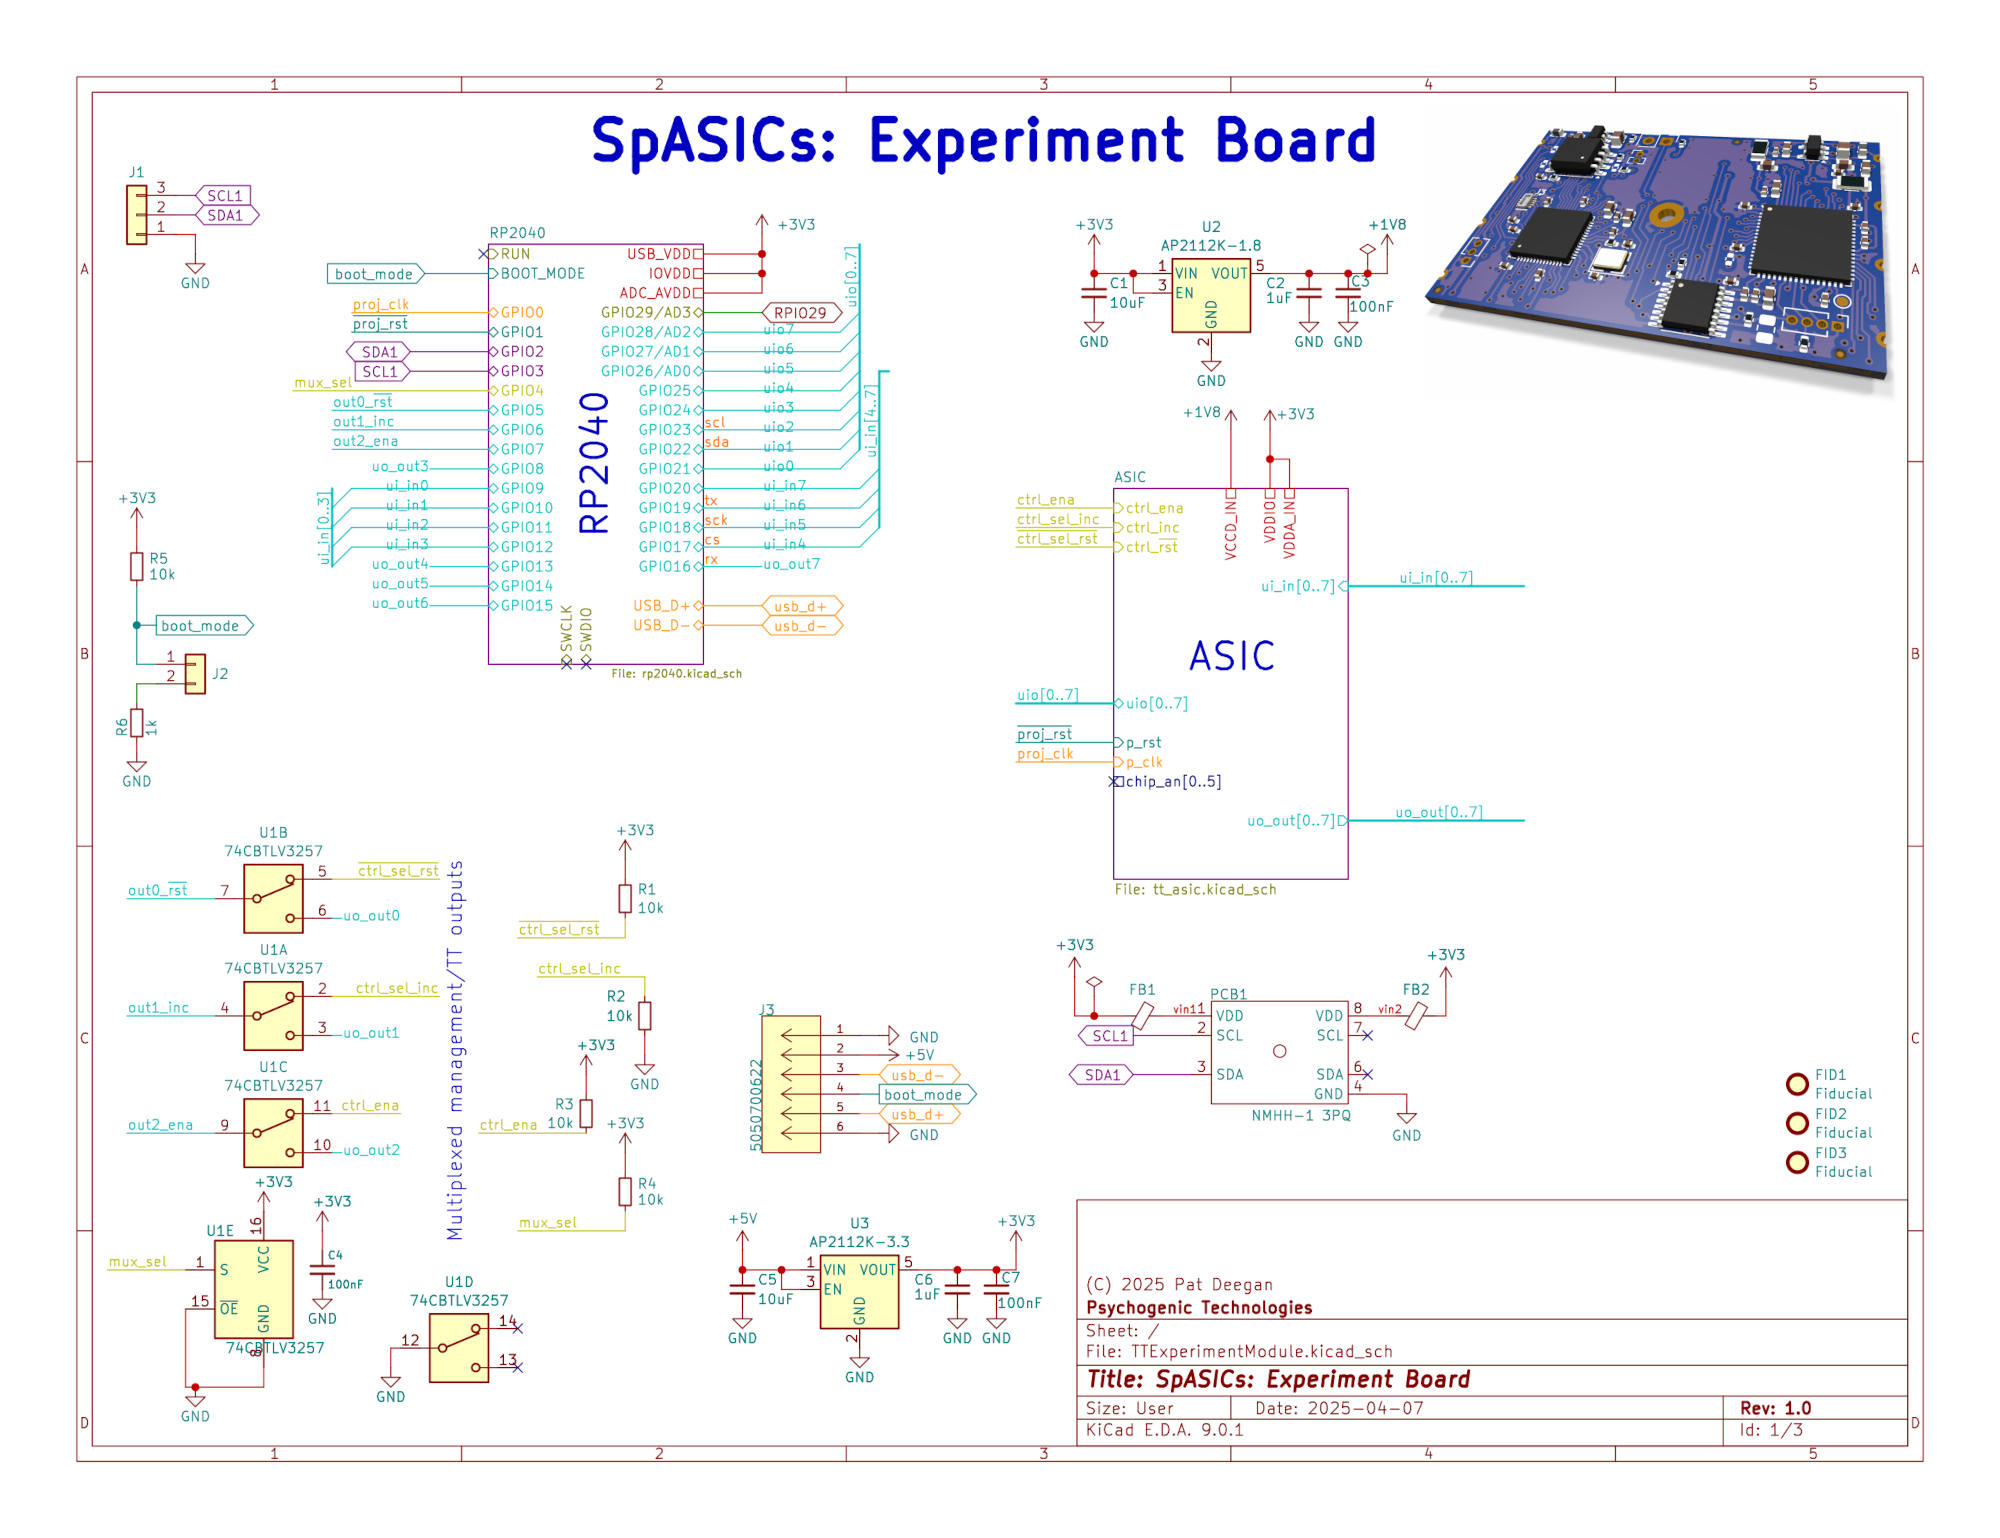 1 2 3 4 5
SpASICs: Experiment Board
A
B
C
D
J1
3 SCL1
2 SDA1
1
GND
RP2040
RUN
boot_mode BOOT_MODE
proj_clk GPIO0
proj_rst GPIO1
SDA1 GPIO2
SCL1 GPIO3
mux_sel GPIO4
out0_rst GPIO5
out1_inc GPIO6
out2_ena GPIO7
uo_out3 GPIO8
ui_in0 GPIO9
ui_in1 GPIO10
ui_in2 GPIO11
ui_in3 GPIO12
uo_out4 GPIO13
uo_out5 GPIO14
uo_out6 GPIO15
ui_in[0..3]
RP2040
SWCLK
SWDIO
+3V3
USB_VDD
IOVDD
ADC_AVDD
GPIO29/AD3 RPIO29
GPIO28/AD2 uio7
GPIO27/AD1 uio6
GPIO26/AD0 uio5
GPIO25 uio4
GPIO24 uio3
GPIO23 scl uio2
GPIO22 sda uio1
GPIO21 uio0
GPIO20 ui_in7
GPIO19 tx ui_in6
GPIO18 sck ui_in5
GPIO17 cs ui_in4
GPIO16 rx uo_out7
USB_D+ usb_d+
USB_D- usb_d-
uio[0..7]
ui_in[4..7]
File: rp2040.kicad_sch
+3V3
R5
10k
boot_mode
1
2
J2
R6
1k
GND
+3V3
U2
AP2112K-1.8
+1V8
1 VIN VOUT 5
3 EN
GND
2
C1
10uF
C2
1uF
C3
100nF
GND
GND
GND
GND
+1V8
+3V3
ASIC
VCCD_IN
VDDIO
VDDA_IN
ctrl_ena ctrl_ena
ctrl_sel_inc ctrl_inc
ctrl_sel_rst ctrl_rst
ui_in[0..7] ui_in[0..7]
ASIC
uio[0..7] uio[0..7]
proj_rst p_rst
proj_clk p_clk
chip_an[0..5]
uo_out[0..7] uo_out[0..7]
File: tt_asic.kicad_sch
U1B
74CBTLV3257
out0_rst 7
5 ctrl_sel_rst
6 uo_out0
U1A
74CBTLV3257
out1_inc 4
2 ctrl_sel_inc
3 uo_out1
U1C
74CBTLV3257
out2_ena 9
11 ctrl_ena
10 uo_out2
Multiplexed management/TT outputs
+3V3
16
U1E
mux_sel 1 S
15 OE
VCC
GND
8
74CBTLV3257
GND
+3V3
C4
100nF
GND
U1D
74CBTLV3257
12
14
13
GND
+3V3
R1
10k
ctrl_sel_rst
ctrl_sel_inc
R2
10k
GND
+3V3
R3
10k
ctrl_ena
+3V3
R4
10k
mux_sel
J3
5050700622
1 GND
2 +5V
3 usb_d-
4 boot_mode
5 usb_d+
6 GND
+5V
U3
AP2112K-3.3
+3V3
1 VIN VOUT 5
3 EN
GND
2
C5
10uF
C6
1uF
C7
100nF
GND
GND
GND
GND
+3V3
FB1
PCB1
FB2
+3V3
vin1 1 VDD VDD 8 vin2
SCL1 2 SCL SCL 7
SDA1 3 SDA SDA 6
GND 4
NMHH-1 3PQ
GND
FID1
Fiducial
FID2
Fiducial
FID3
Fiducial
(C) 2025 Pat Deegan
Psychogenic Technologies
Sheet: /
File: TTExperimentModule.kicad_sch
Title: SpASICs: Experiment Board
Size: User Date: 2025-04-07 Rev: 1.0
KiCad E.D.A. 9.0.1 Id: 1/3
A
B
C
D
1 2 3 4 5